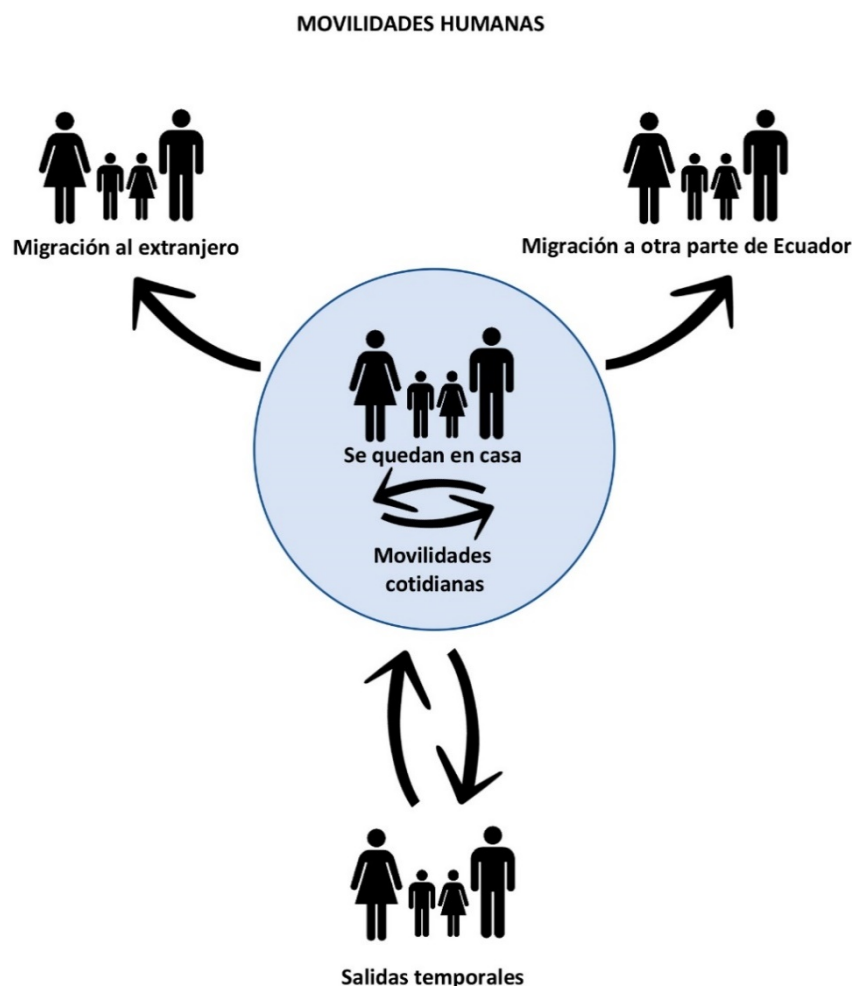 MOVILIDADES HUMANAS
Migración al extranjero
Migración a otra parte de Ecuador
Se quedan en casa
Movilidades
cotidianas
Salidas temporales